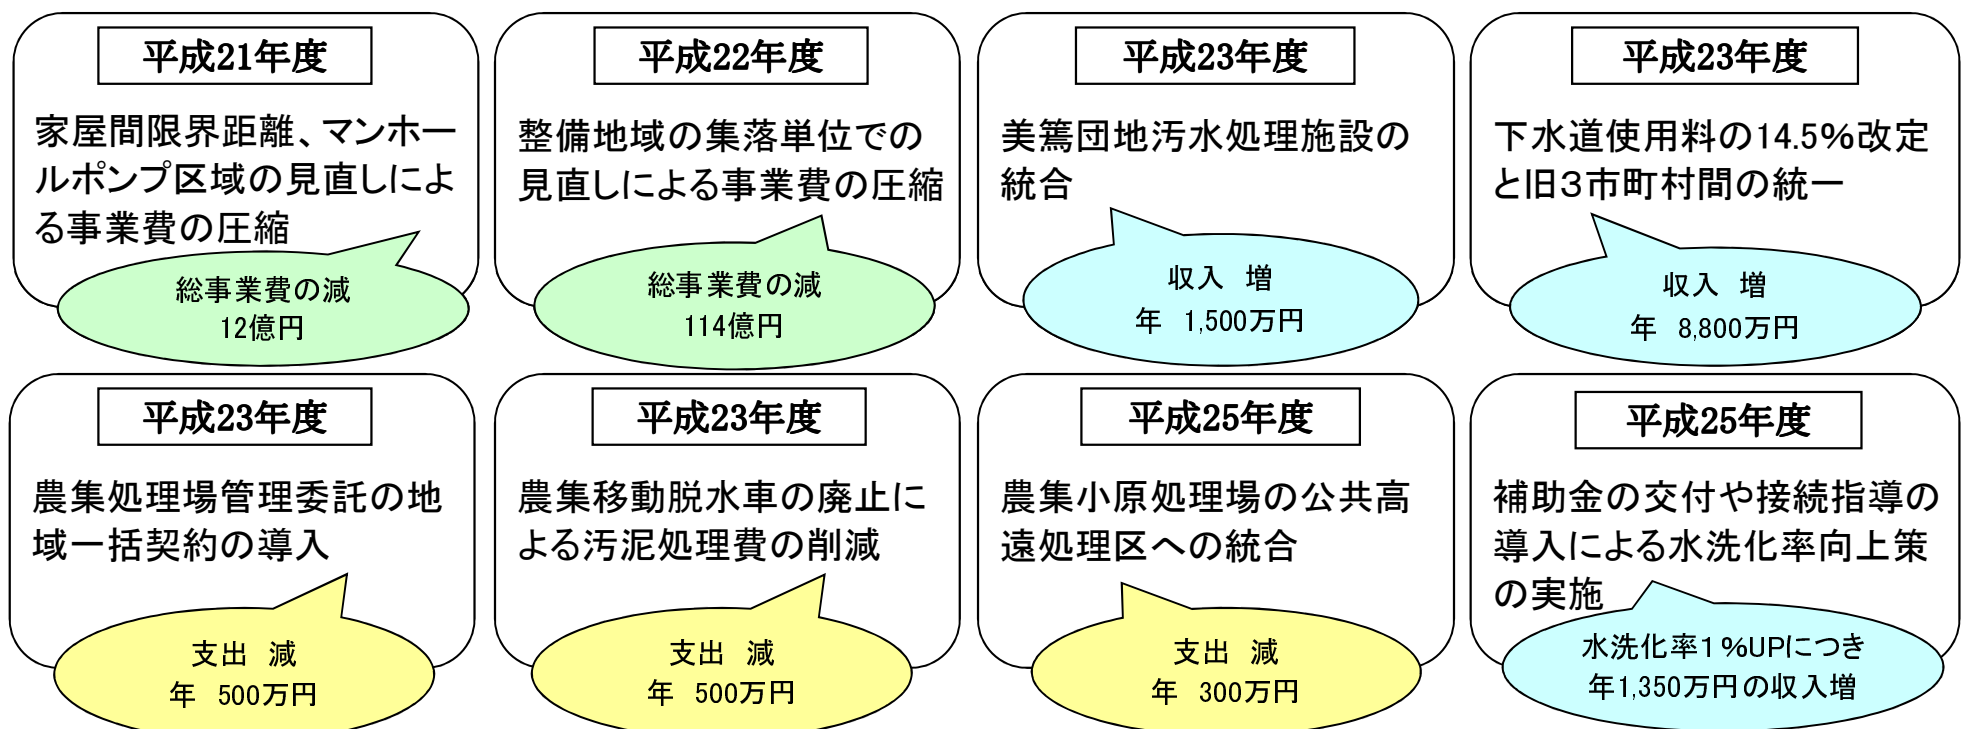 平成21年度
家屋間限界距離、マンホー
ルポンプ区域の見直しによ
る事業費の圧縮
総事業費の減
12億円
平成22年度
整備地域の集落単位での
見直しによる事業費の圧縮
総事業費の減
114億円
平成23年度
美篶団地汚水処理施設の
統合
収入　増
年　1,500万円
平成23年度
下水道使用料の14.5%改定
と旧３市町村間の統一
収入　増
年　8,800万円
平成23年度
農集処理場管理委託の地
域一括契約の導入
支出　減
年　500万円
平成23年度
農集移動脱水車の廃止に
よる汚泥処理費の削減
支出　減
年　500万円
平成25年度
農集小原処理場の公共高
遠処理区への統合
支出　減
年　300万円
平成25年度
補助金の交付や接続指導の
導入による水洗化率向上策
の実施
水洗化率１%UPにつき
年1,350万円の収入増